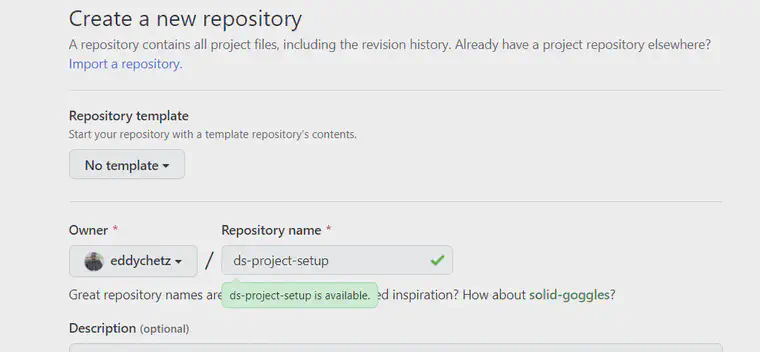 Create a new repository
A repository contains all project files, including the revision history. Already have a project repository elsewhere?
Import a repository.
Repository template
Start your repository with a template repository's contents.
No template
Owner *
Repository name *
eddychetz
/
ds-project-setup
ds-project-setup is available.
Great repository names are ed inspiration? How about solid-goggles?
Description (optional)